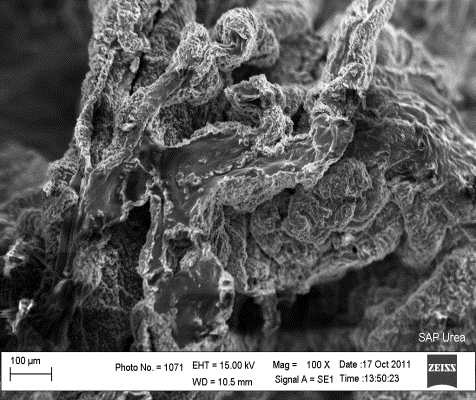 SAP Urea
100 µm
Photo No. = 1071 EHT = 15.00 kV Mag = 100 X Date :17 Oct 2011
WD = 10.5 mm Signal A = SE1 Time :13:50:23
ZEISS